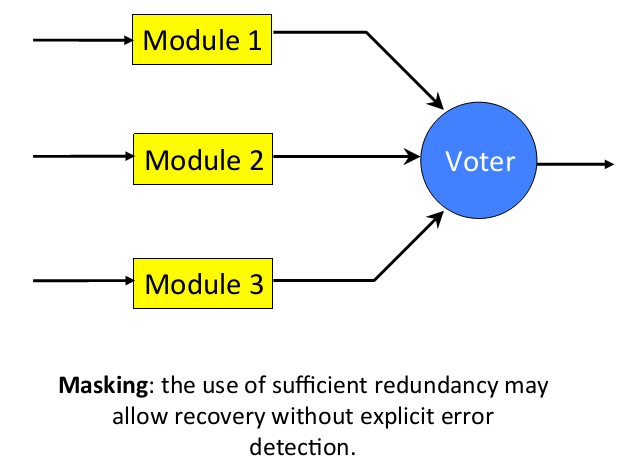 Module 1
Module 2
Voter
Module 3
Masking: the use of sufficient redundancy may
allow recovery without explicit error
detection.